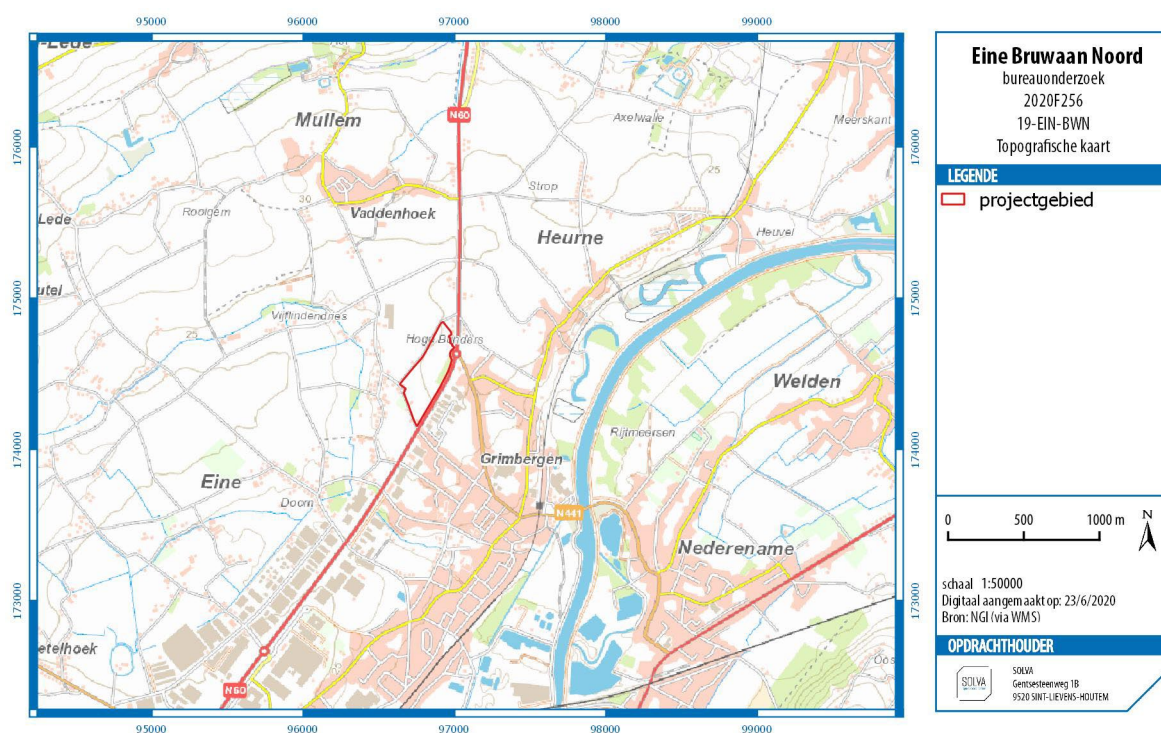 95000 96000 97000 98000 99000
176000
175000
174000
173000
176000
175000
174000
173000
N60
Mullem
Axelwalle
Meerskant
25
Strop
Rooigem
30
Vaddenhoek
Lede
Heurne
Heuvel
utel
25
Vijflindendries
Hoge Bunders
Welden
Rijtmeersen
Grimbergen
Eine
Doorn
N441
Nederename
etelhoek
N60
95000 96000 97000 98000 99000
Eine Bruwaan Noord
bureauonderzoek
2020F256
19-EIN-BWN
Topografische kaart
LEGENDE
projectgebied
0 500 1000 m
N
schaal 1:50000
Digitaal aangemaakt op: 23/6/2020
Bron: NGI (via WMS)
OPDRACHTHOUDER
SOLVA
SOLVA
Gentsesteenweg 1B
9520 SINT-LIEVENS-HOUTEM